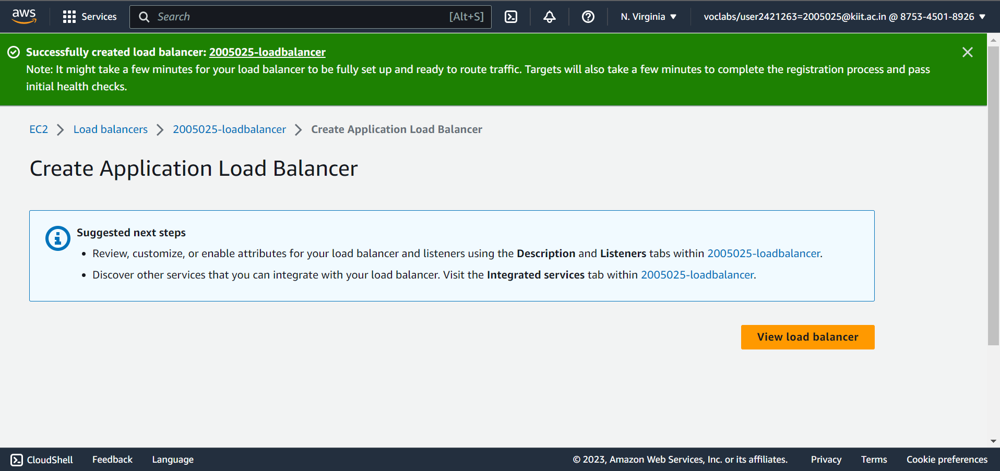 aws
Services
Search [Alt+S]
N. Virginia
voclabs/user2421263=2005025@kiit.ac.in @ 8753-4501-8926
Successfully created load balancer: 2005025-loadbalancer
Note: It might take a few minutes for your load balancer to be fully set up and ready to route traffic. Targets will also take a few minutes to complete the registration process and pass
initial health checks.
EC2 > Load balancers > 2005025-loadbalancer > Create Application Load Balancer
Create Application Load Balancer
Suggested next steps
• Review, customize, or enable attributes for your load balancer and listeners using the Description and Listeners tabs within 2005025-loadbalancer.
• Discover other services that you can integrate with your load balancer. Visit the Integrated services tab within 2005025-loadbalancer.
View load balancer
CloudShell Feedback Language
© 2023, Amazon Web Services, Inc. or its affiliates. Privacy Terms Cookie preferences